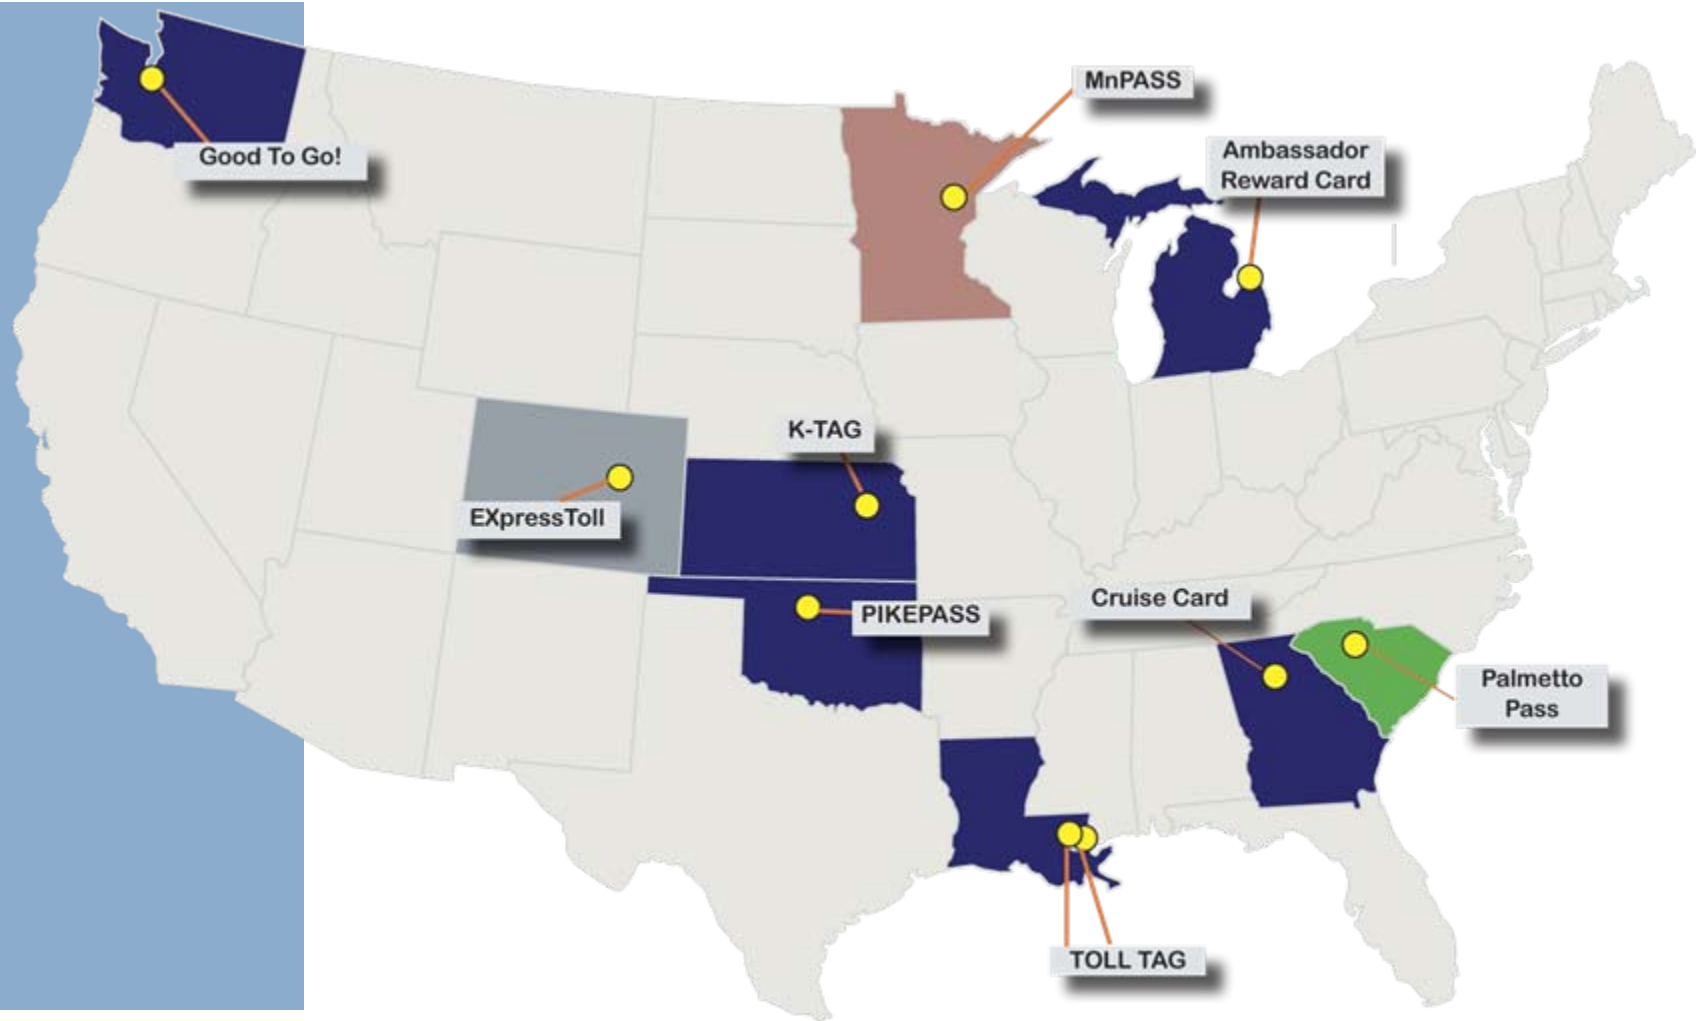 MnPASS
Ambassador
Reward Card
Good To Go!
K-TAG
EXpressToll
Cruise Card
PIKEPASS
Palmetto
Pass
TOLL TAG